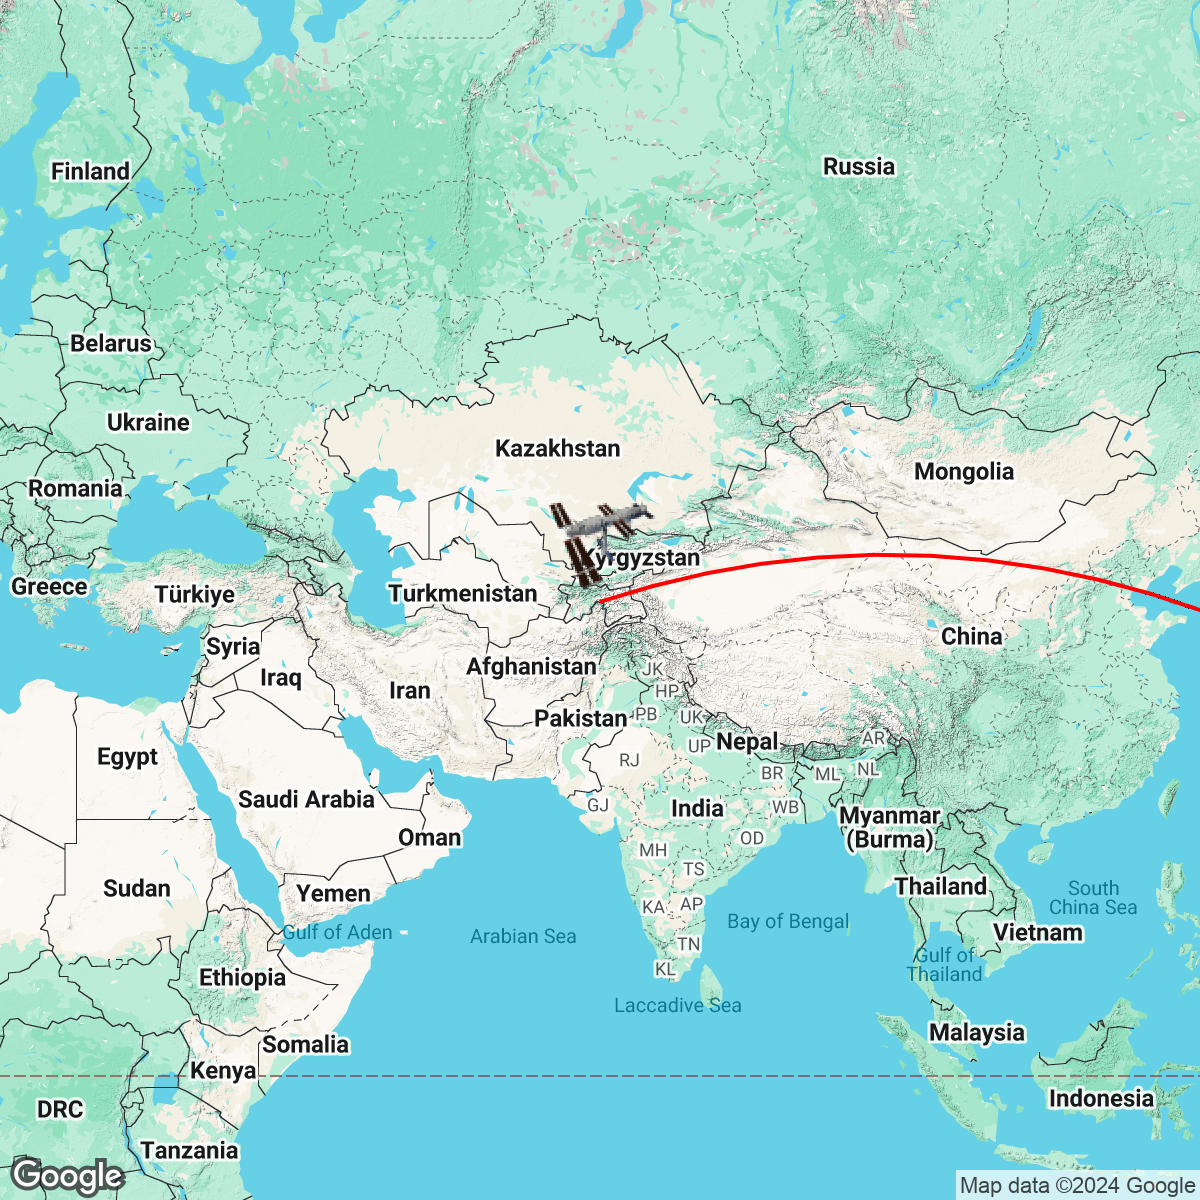 Finland
Russia
Belarus
Ukraine
Kazakhstan
Mongolia
Romania
Kyrgyzstan
Greece
Türkiye
Turkmenistan
China
Syria
Afghanistan
Iraq
Iran
JK
HP
Pakistan
PB
UK
Nepal
AR
UP
Egypt
RJ
BR
ML
NL
Saudi Arabia
GJ
India
WB
Myanmar
(Burma)
Oman
OD
MH
TS
Sudan
Yemen
Thailand
South
China Sea
KA
AP
Bay of Bengal
Gulf of Aden
Arabian Sea
Vietnam
TN
Gulf of
Thailand
KL
Ethiopia
Laccadive Sea
Malaysia
Somalia
Kenya
Indonesia
DRC
Tanzania
Google
Map data ©2024 Google